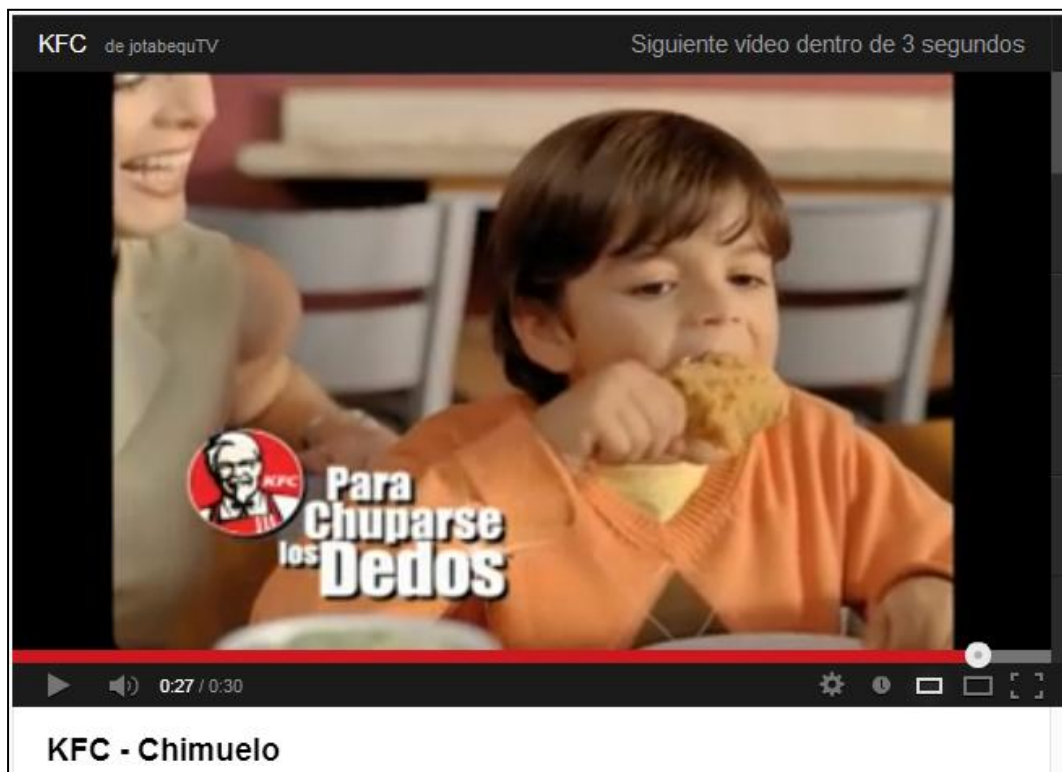 KFC de jotabequTV
Siguiente vídeo dentro de 3 segundos
KFC
Para
Chuparse
los Dedos
0:27 / 0:30
KFC - Chimuelo